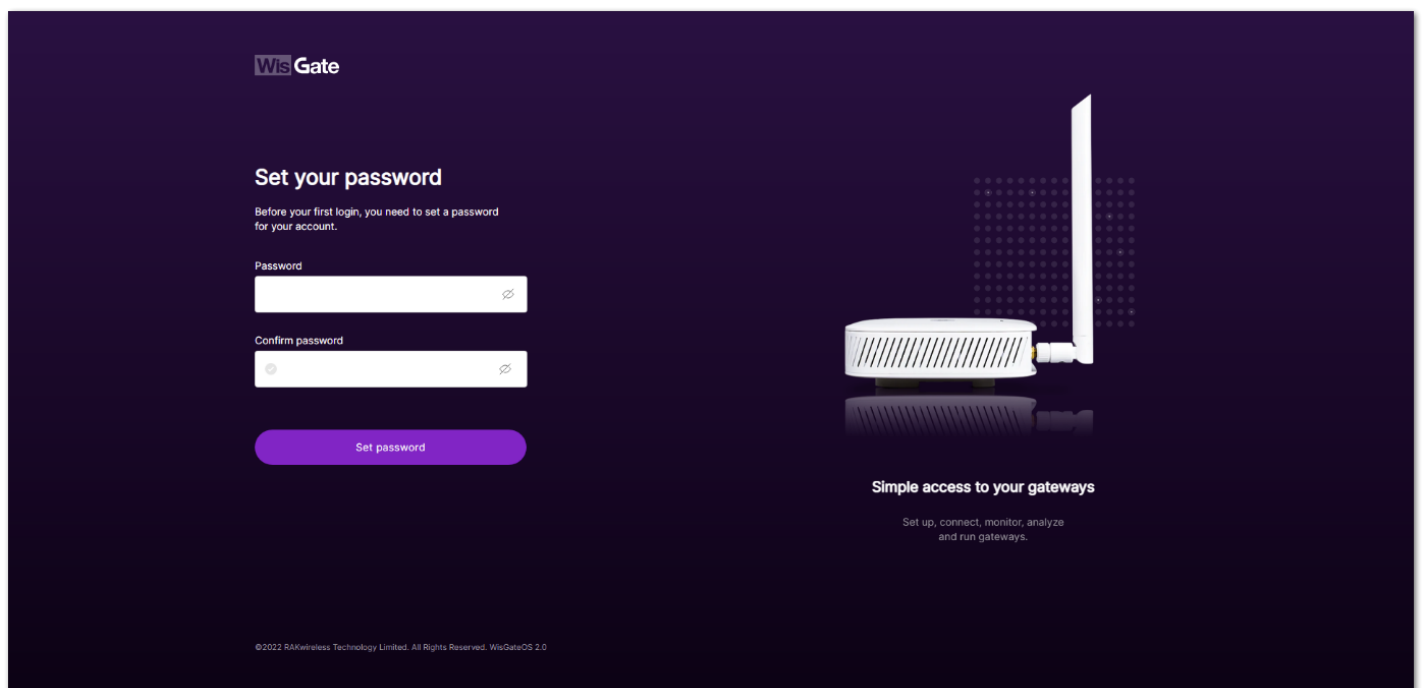 WisGate
Set your password
Before your first login, you need to set a password
for your account.
Password
Confirm password
Set password
Simple access to your gateways
Set up, connect, monitor, analyze
and run gateways.
©2022 RAKwireless Technology Limited. All Rights Reserved. WisGateOS 2.0